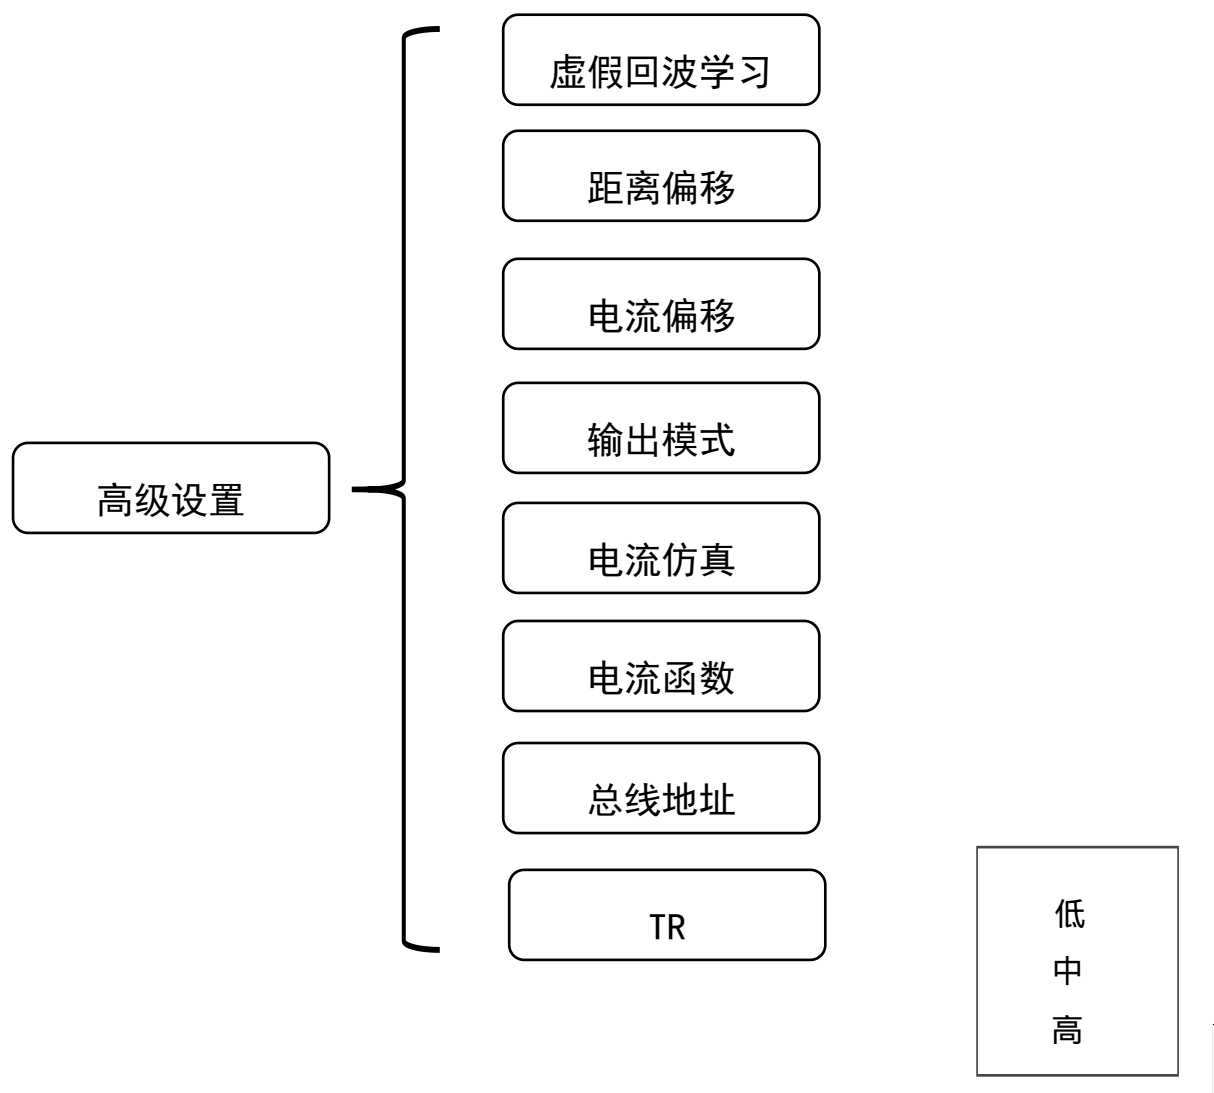 虚假回波学习
距离偏移
电流偏移
输出模式
高级设置
电流仿真
电流函数
总线地址
TR
低
中
高